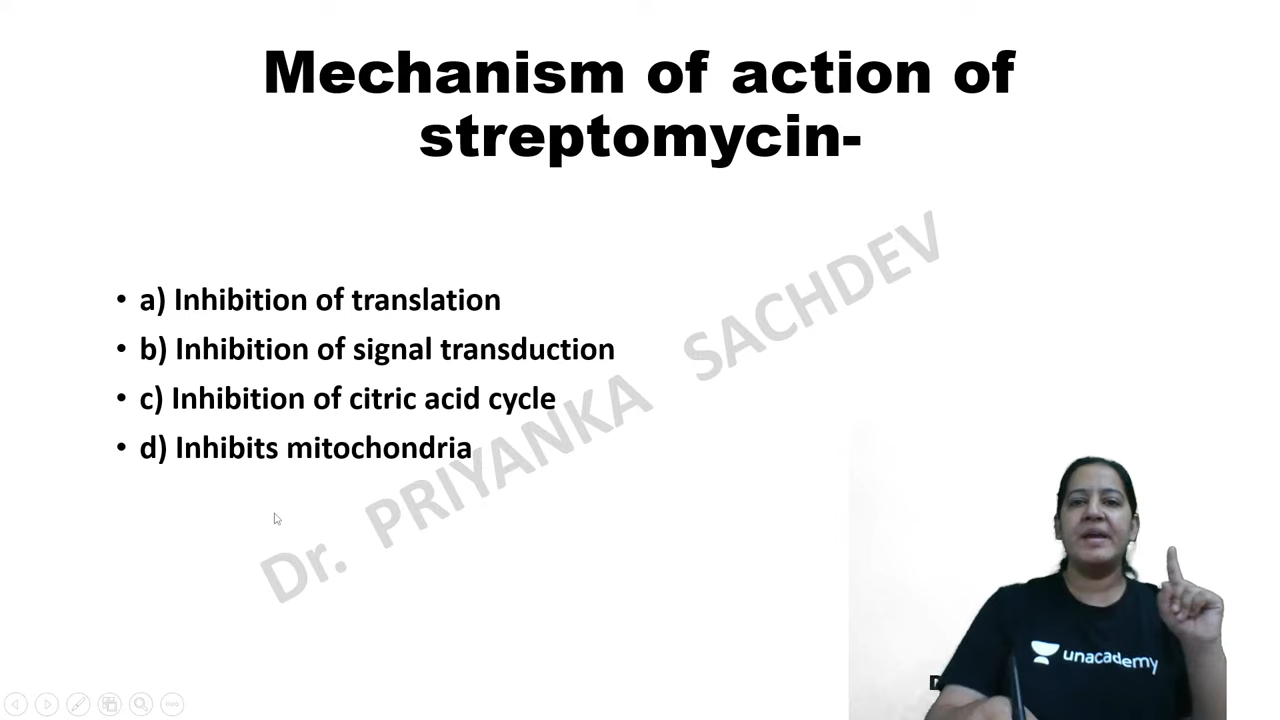 Mechanism of action of
streptomycin-
• a) Inhibition of translation
• b) Inhibition of signal transduction
• c) Inhibition of citric acid cycle
• d) Inhibits mitochondria
Dr. PRIYANKA SACHDEV
unacademy